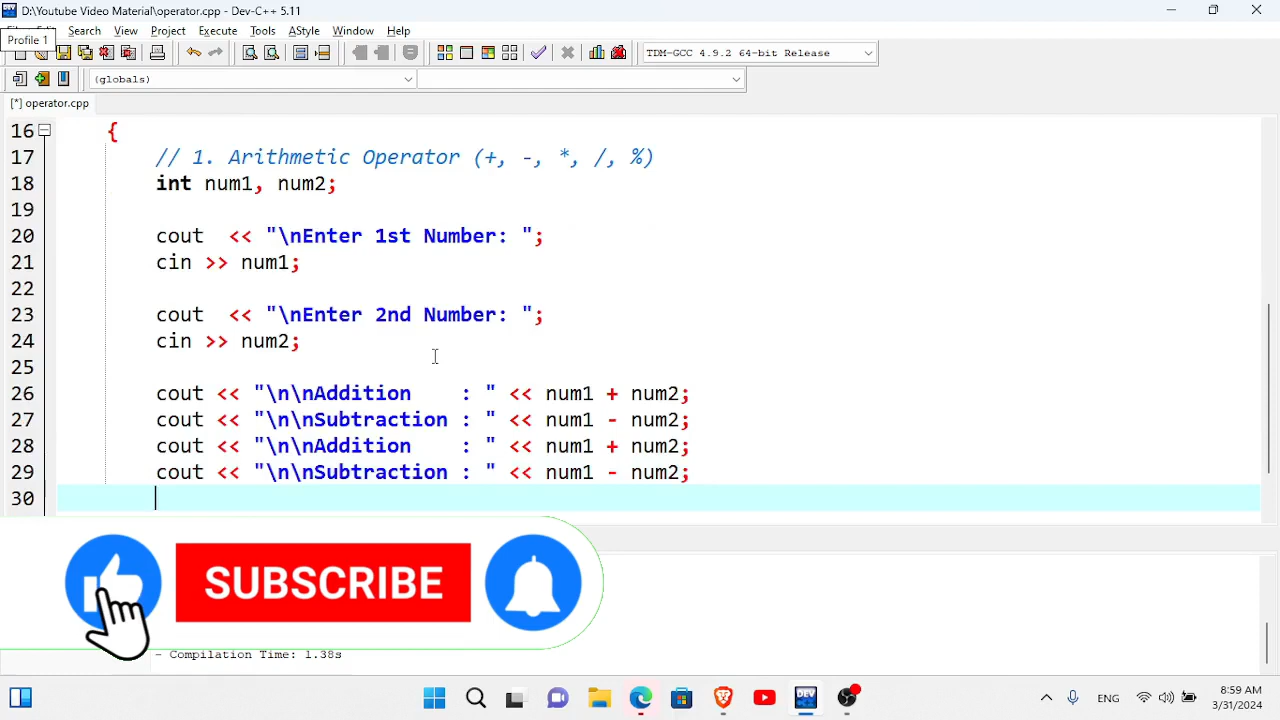 D:\Youtube Video Material\operator.cpp - Dev-C++ 5.11
Search View Project Execute Tools AStyle Window Help
Profile 1
TDM-GCC 4.9.2 64-bit Release
(globals)
[*] operator.cpp
16 {
17 // 1. Arithmetic Operator (+, -, *, /, %)
18 int num1, num2;
19
20 cout  << "\nEnter 1st Number: ";
21 cin >> num1;
22
23 cout  << "\nEnter 2nd Number: ";
24 cin >> num2;
25
26 cout << "\n\nAddition    : " << num1 + num2;
27 cout << "\n\nSubtraction : " << num1 - num2;
28 cout << "\n\nAddition    : " << num1 + num2;
29 cout << "\n\nSubtraction : " << num1 - num2;
30
SUBSCRIBE
- Compilation Time: 1.38s
DEV
ENG
8:59 AM
3/31/2024